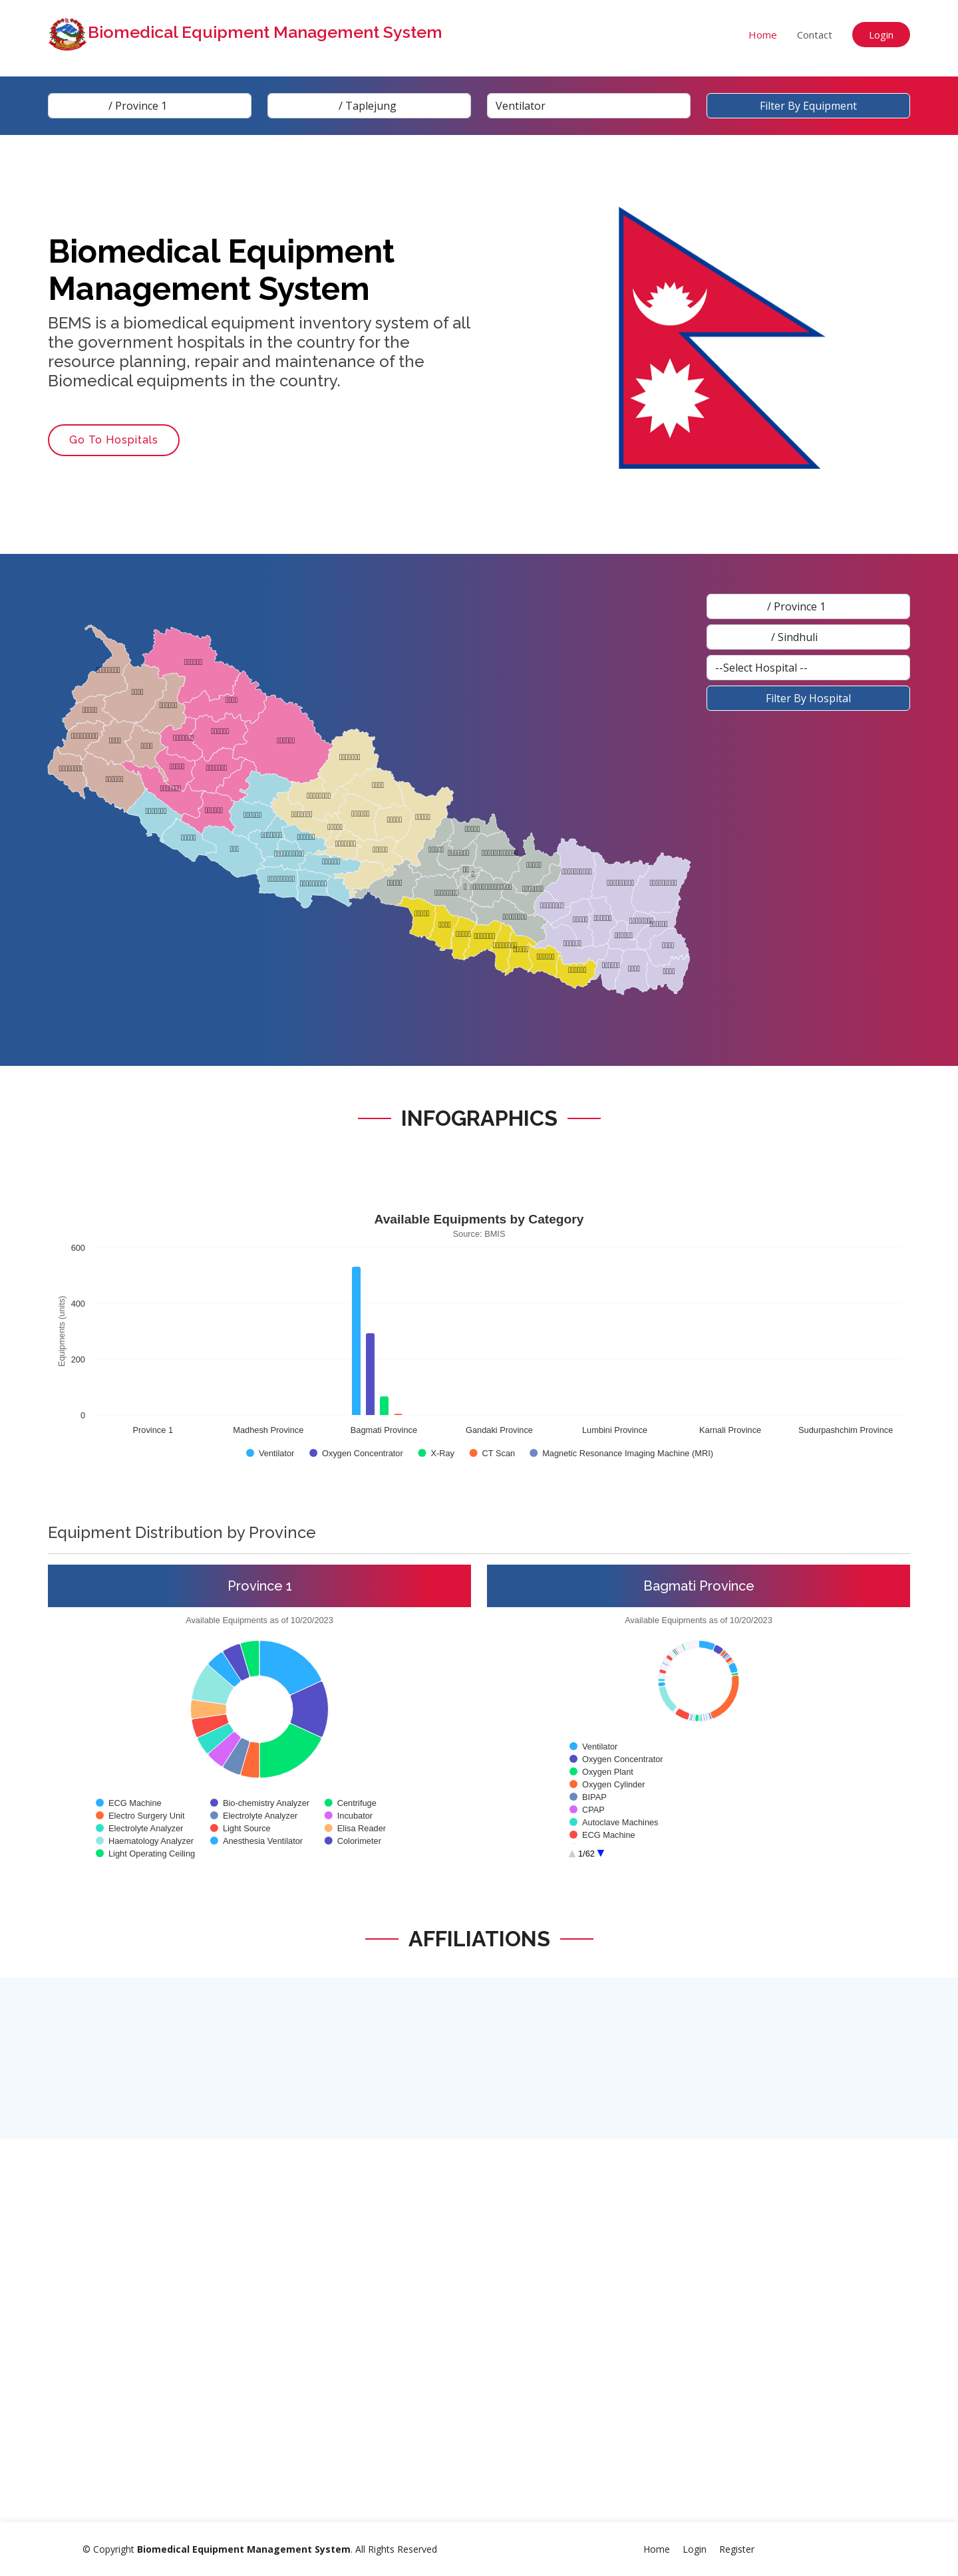 Biomedical Equipment Management System
Home
Contact
Login
/ Province 1
/ Taplejung
Ventilator
Filter By Equipment
Biomedical Equipment
Management System
BEMS is a biomedical equipment inventory system of all
the government hospitals in the country for the
resource planning, repair and maintenance of the
Biomedical equipments in the country.
Go To Hospitals
/ Province 1
/ Sindhuli
--Select Hospital --
Filter By Hospital
INFOGRAPHICS
Available Equipments by Category
Source: BMIS
Equipments (units)
600
400
200
0
Province 1
Madhesh Province
Bagmati Province
Gandaki Province
Lumbini Province
Karnali Province
Sudurpashchim Province
Ventilator
Oxygen Concentrator
X-Ray
CT Scan
Magnetic Resonance Imaging Machine (MRI)
Equipment Distribution by Province
Province 1
Available Equipments as of 10/20/2023
ECG Machine
Bio-chemistry Analyzer
Centrifuge
Electro Surgery Unit
Electrolyte Analyzer
Incubator
Electrolyte Analyzer
Light Source
Elisa Reader
Haematology Analyzer
Anesthesia Ventilator
Colorimeter
Light Operating Ceiling
Bagmati Province
Available Equipments as of 10/20/2023
Ventilator
Oxygen Concentrator
Oxygen Plant
Oxygen Cylinder
BIPAP
CPAP
Autoclave Machines
ECG Machine
1/62
AFFILIATIONS
© Copyright Biomedical Equipment Management System. All Rights Reserved
Home
Login
Register